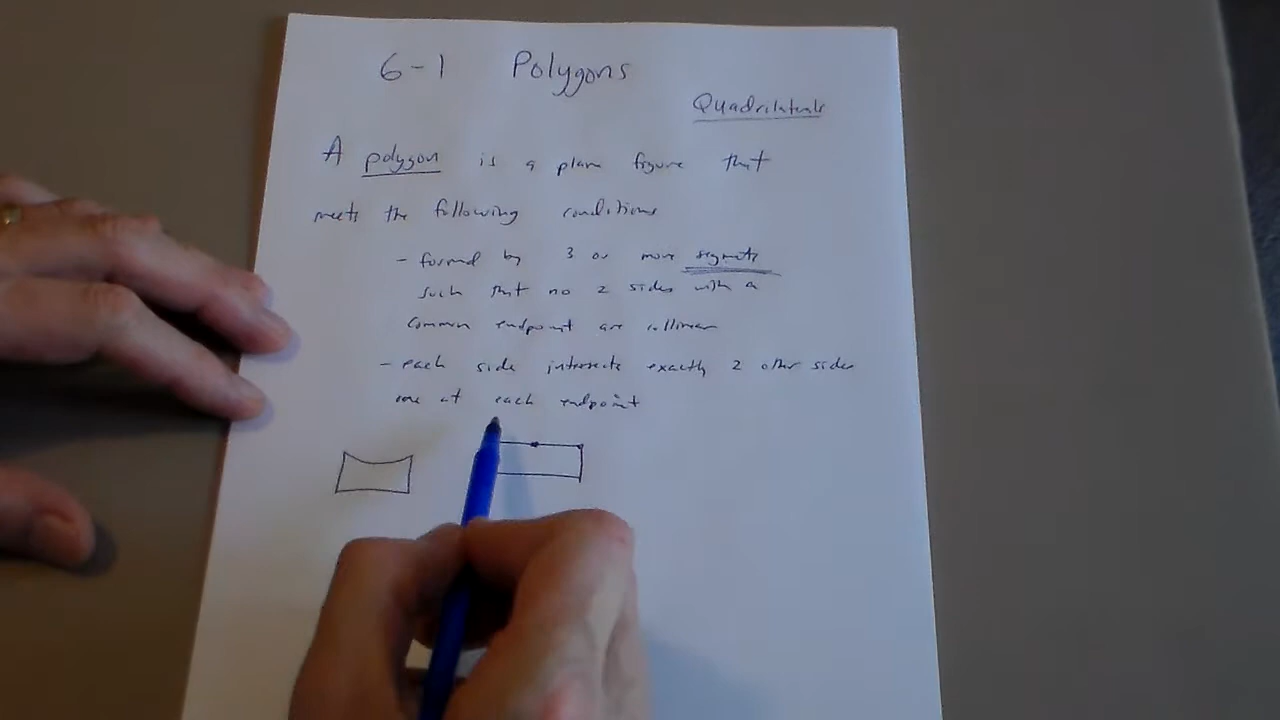 6-1 Polygons
Quadrilaterals
A polygon is a plane figure that
meets the following conditions
- formed by 3 or more segments
such that no 2 sides with a
common endpoint are collinear
- each side intersects exactly 2 other sides
one at each endpoint